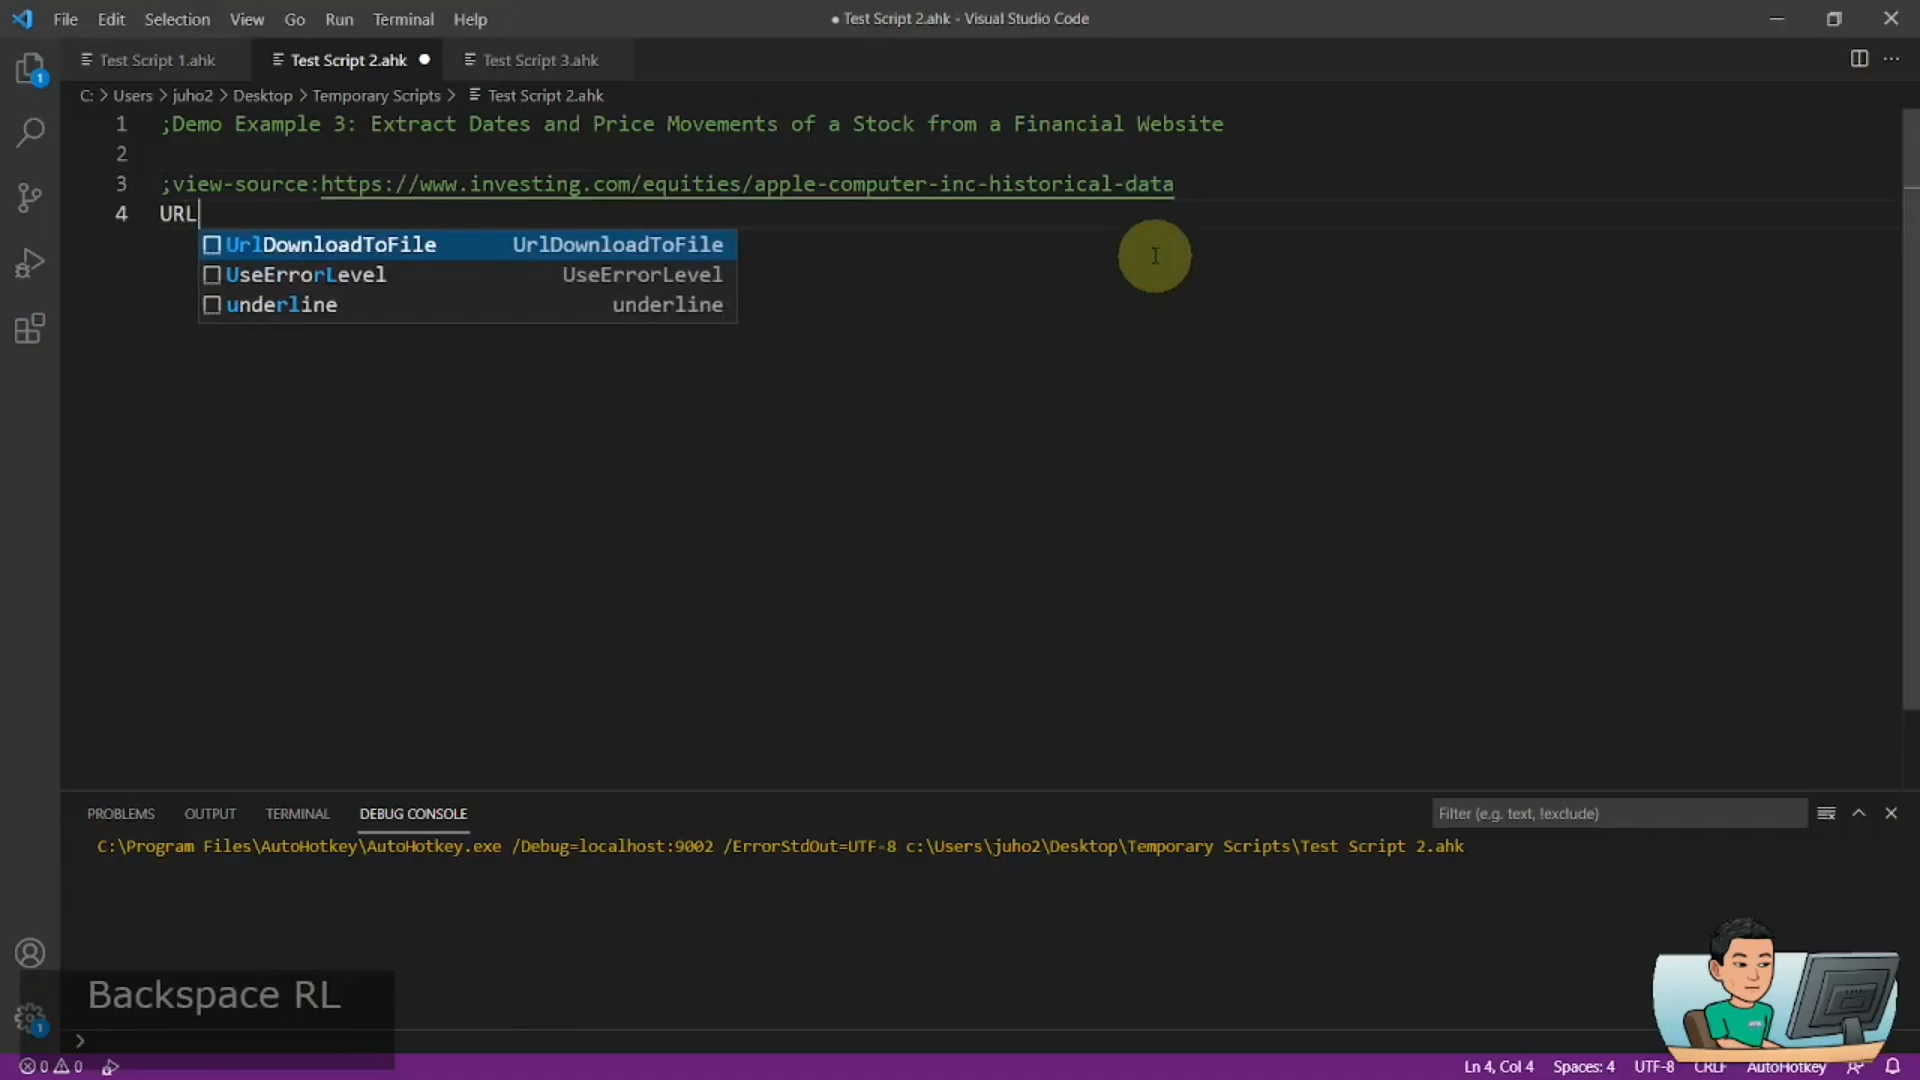 File Edit Selection View Go Run Terminal Help
● Test Script 2.ahk - Visual Studio Code
Test Script 1.ahk Test Script 2.ahk Test Script 3.ahk
1
C: > Users > juho2 > Desktop > Temporary Scripts > Test Script 2.ahk
1 ;Demo Example 3: Extract Dates and Price Movements of a Stock from a Financial Website
2
3 ;view-source:https://www.investing.com/equities/apple-computer-inc-historical-data
4 URL
UrlDownloadToFile UrlDownloadToFile
UseErrorLevel UseErrorLevel
underline underline
PROBLEMS OUTPUT TERMINAL DEBUG CONSOLE
Filter (e.g. text, !exclude)
C:\Program Files\AutoHotkey\AutoHotkey.exe /Debug=localhost:9002 /ErrorStdOut=UTF-8 c:\Users\juho2\Desktop\Temporary Scripts\Test Script 2.ahk
Backspace RL
1
0 0
Ln 4, Col 4 Spaces: 4 UTF-8 CRLF AutoHotkey